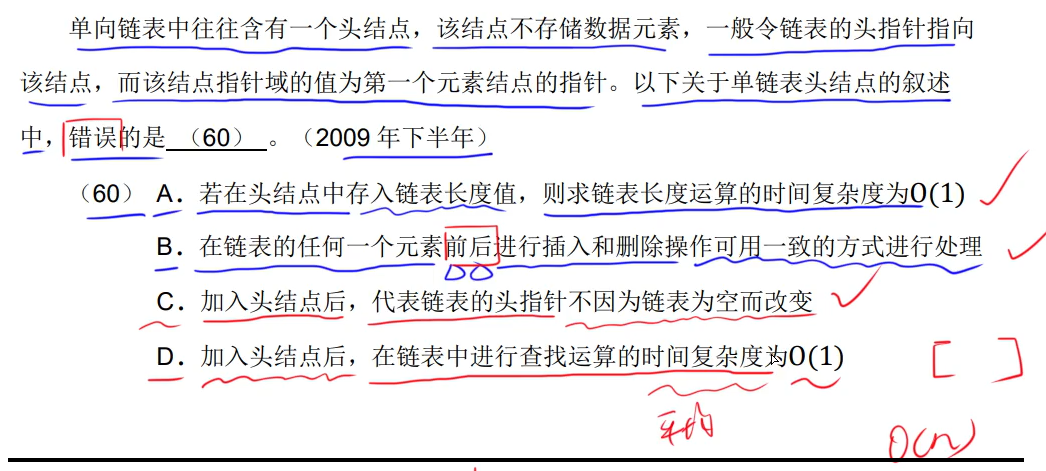 单向链表中往往含有一个头结点，该结点不存储数据元素，一般令链表的头指针指向
该结点，而该结点指针域的值为第一个元素结点的指针。以下关于单链表头结点的叙述
中，错误的是 （60） 。（2009 年下半年）
（60） A．若在头结点中存入链表长度值，则求链表长度运算的时间复杂度为O(1)
B．在链表的任何一个元素前后进行插入和删除操作可用一致的方式进行处理
C．加入头结点后，代表链表的头指针不因为链表为空而改变
D．加入头结点后，在链表中进行查找运算的时间复杂度为O(1)
[ ]
平均
O(n)